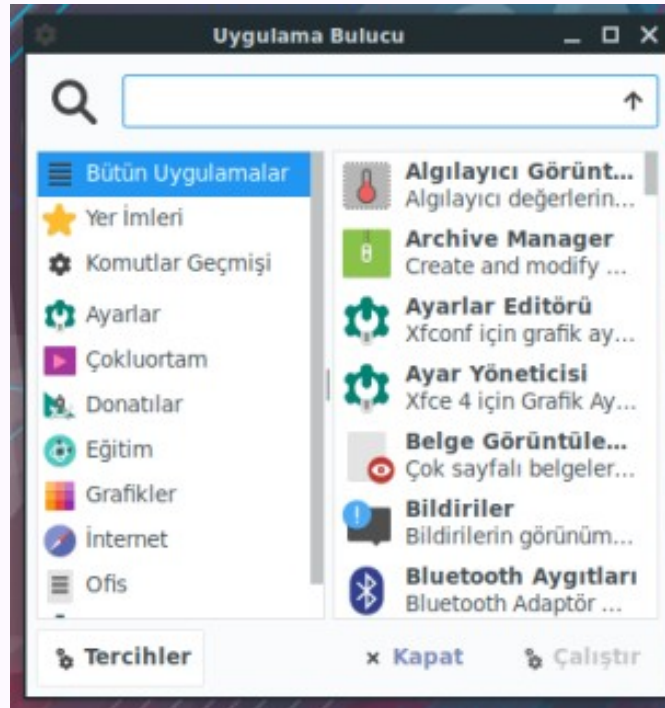 Uygulama Bulucu
Bütün Uygulamalar
Yer İmleri
Komutlar Geçmişi
Ayarlar
Çokluortam
Donatılar
Eğitim
Grafikler
İnternet
Ofis
Algılayıcı Görünt...
Algılayıcı değerlerin...
Archive Manager
Create and modify ...
Ayarlar Editörü
Xfconf için grafik ay...
Ayar Yöneticisi
Xfce 4 için Grafik Ay...
Belge Görüntüle...
Çok sayfalı belgeler...
Bildiriler
Bildirilerin görünüm...
Bluetooth Aygıtları
Bluetooth Adaptör ...
Tercihler
Kapat
Çalıştır